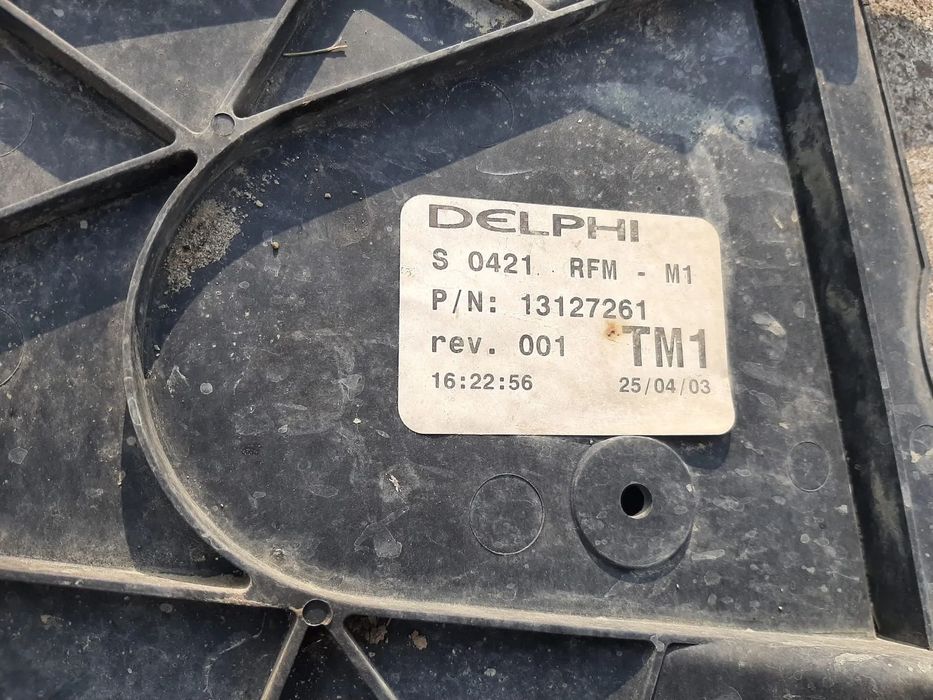 DELPHI
S 0421 RFM - M1
P/N: 13127261
rev. 001 TM1
16:22:56 25/04/03